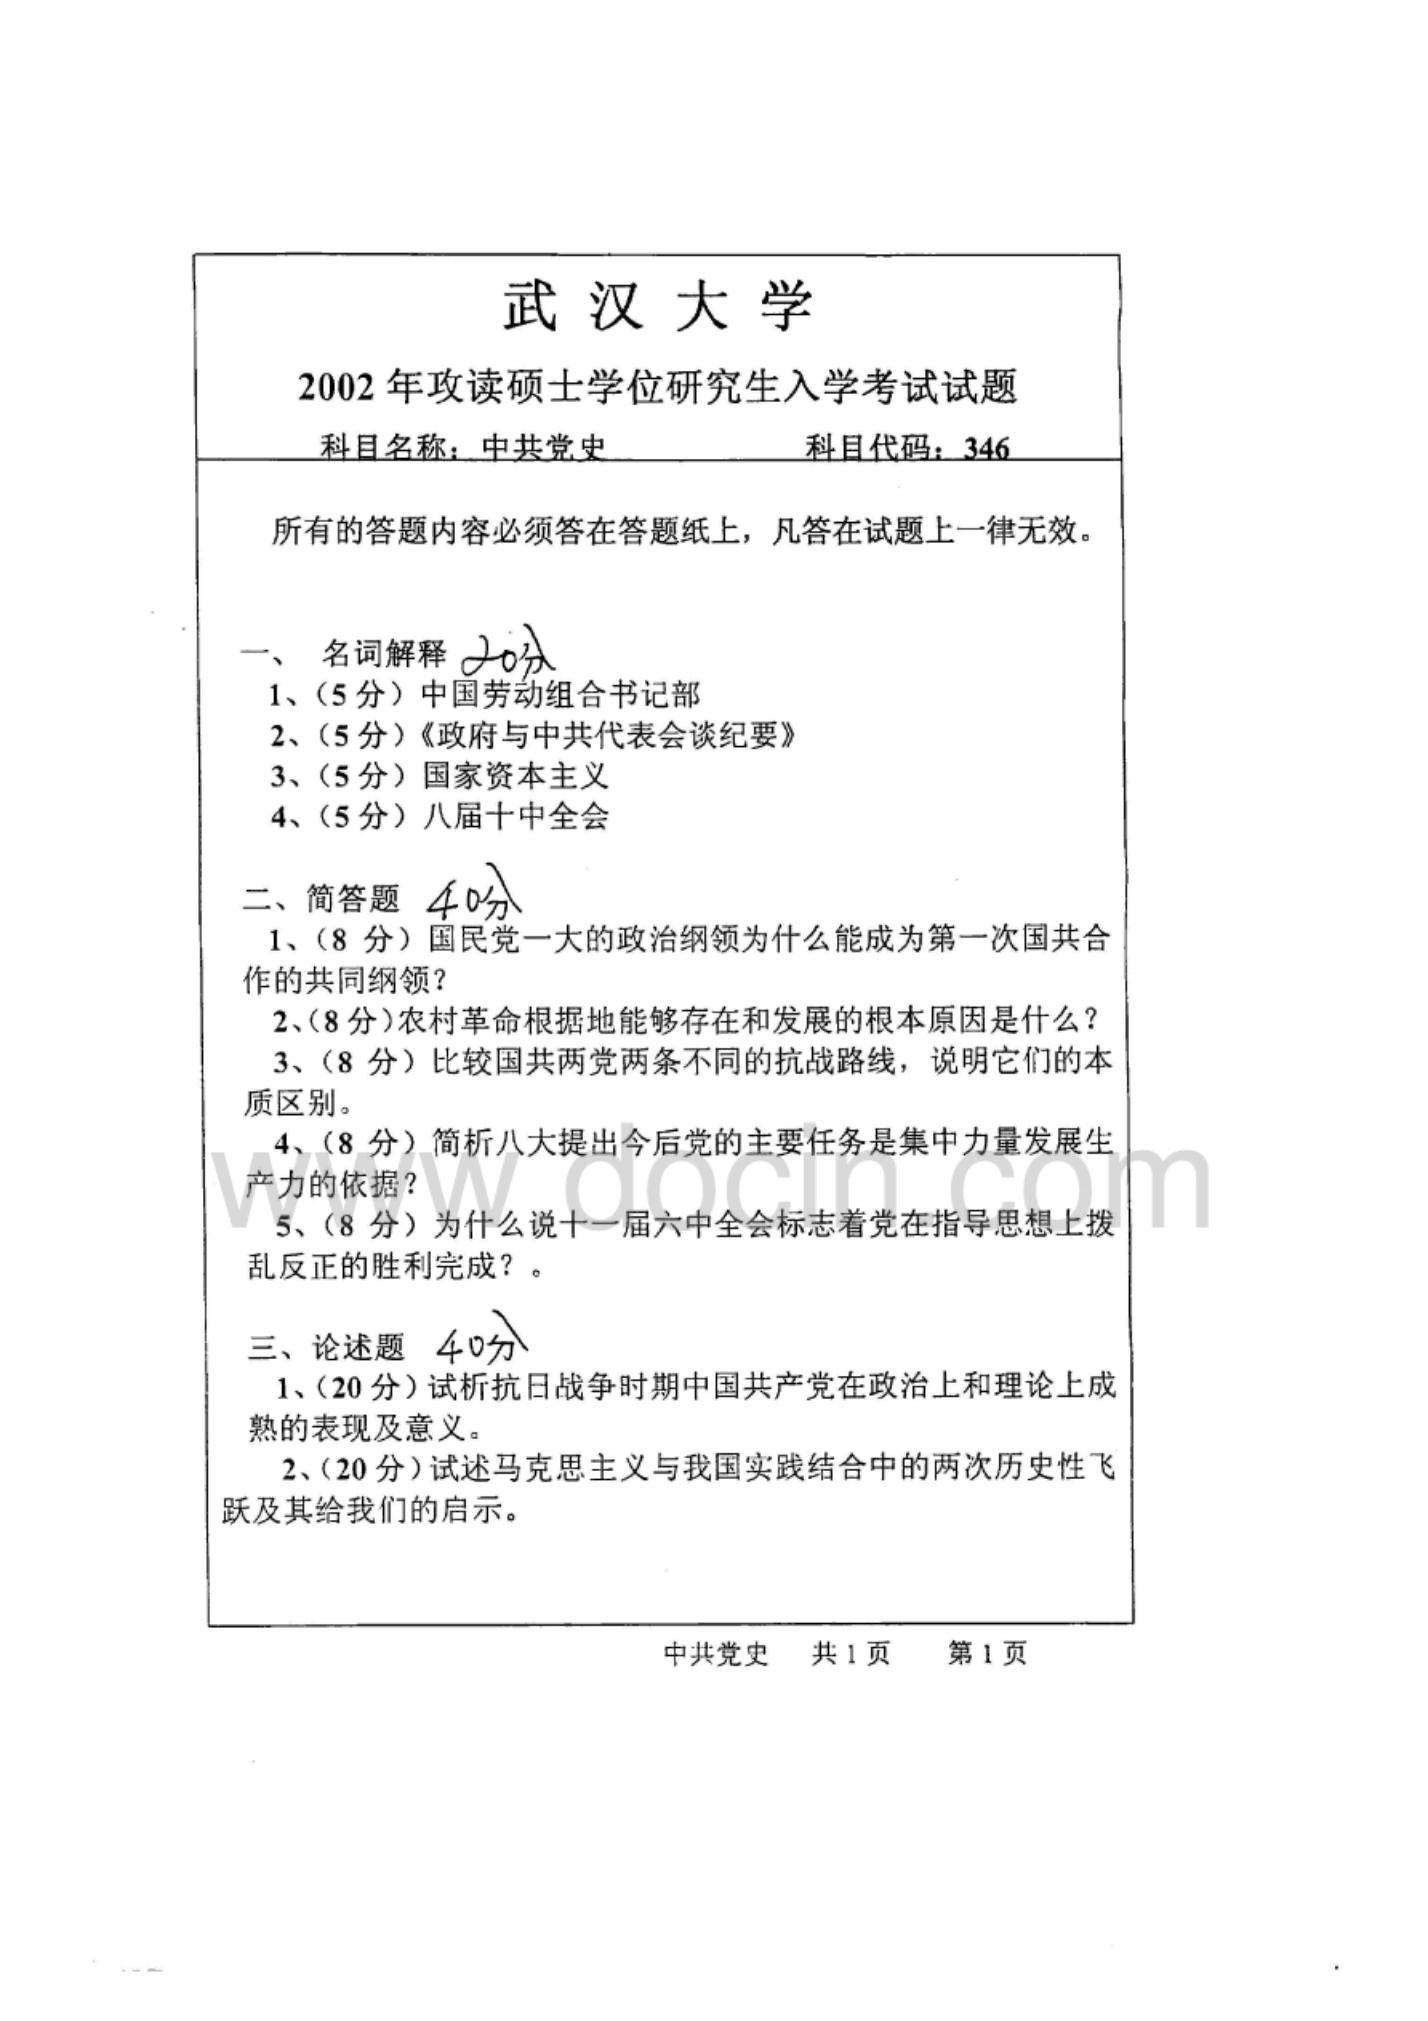 武汉大学
2002 年攻读硕士学位研究生入学考试试题
科目名称：中共党史 科目代码：346
所有的答题内容必须答在答题纸上，凡答在试题上一律无效。
一、 名词解释 20分
1、（5 分）中国劳动组合书记部
2、（5 分）《政府与中共代表会谈纪要》
3、（5 分）国家资本主义
4、（5 分）八届十中全会
二、简答题 40分
1、（8 分）国民党一大的政治纲领为什么能成为第一次国共合
作的共同纲领？
2、（8 分）农村革命根据地能够存在和发展的根本原因是什么？
3、（8 分）比较国共两党两条不同的抗战路线，说明它们的本
质区别。
4、（8 分）简析八大提出今后党的主要任务是集中力量发展生
产力的依据？
www.docin.com
5、（8 分）为什么说十一届六中全会标志着党在指导思想上拨
乱反正的胜利完成？。
三、论述题 40分
1、（20 分）试析抗日战争时期中国共产党在政治上和理论上成
熟的表现及意义。
2、（20 分）试述马克思主义与我国实践结合中的两次历史性飞
跃及其给我们的启示。
中共党史 共 1 页 第 1 页